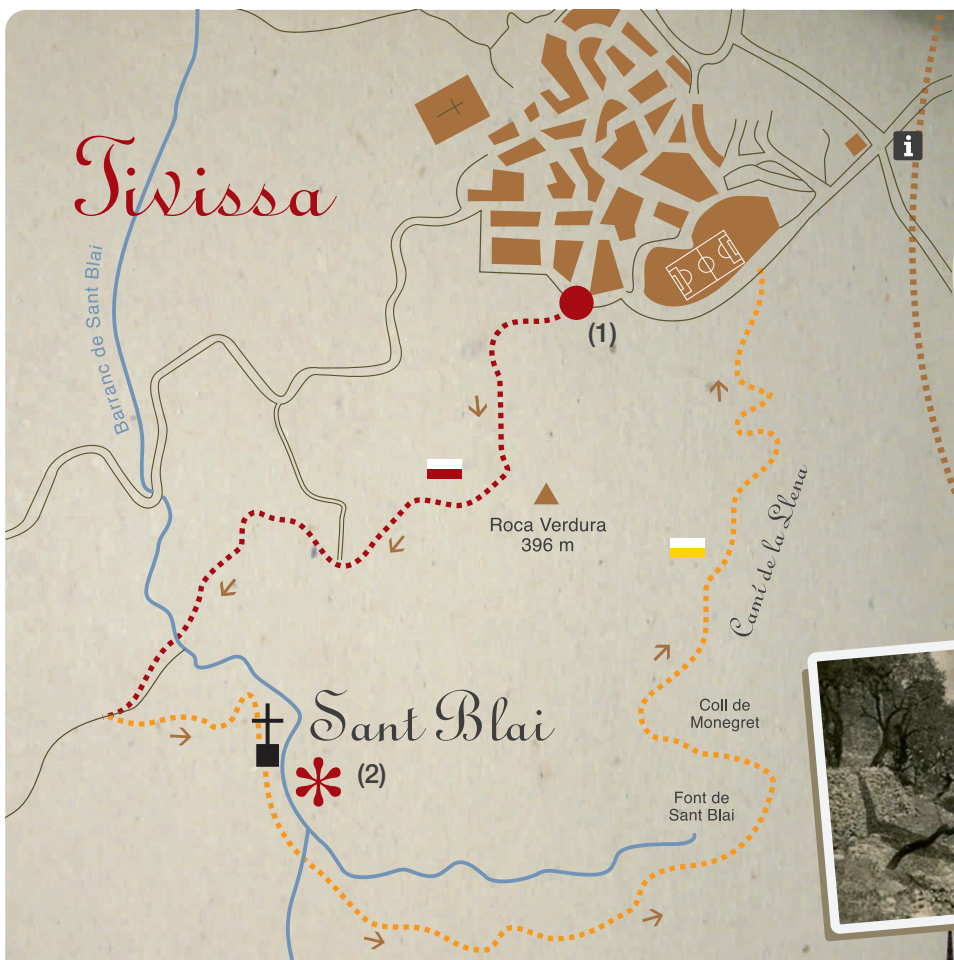 Tivissa
i
Barranc de Sant Blai
(1)
Roca Verdura
396 m
Camí de la Llena
Sant Blai
(2)
Coll de
Monegret
Font de
Sant Blai